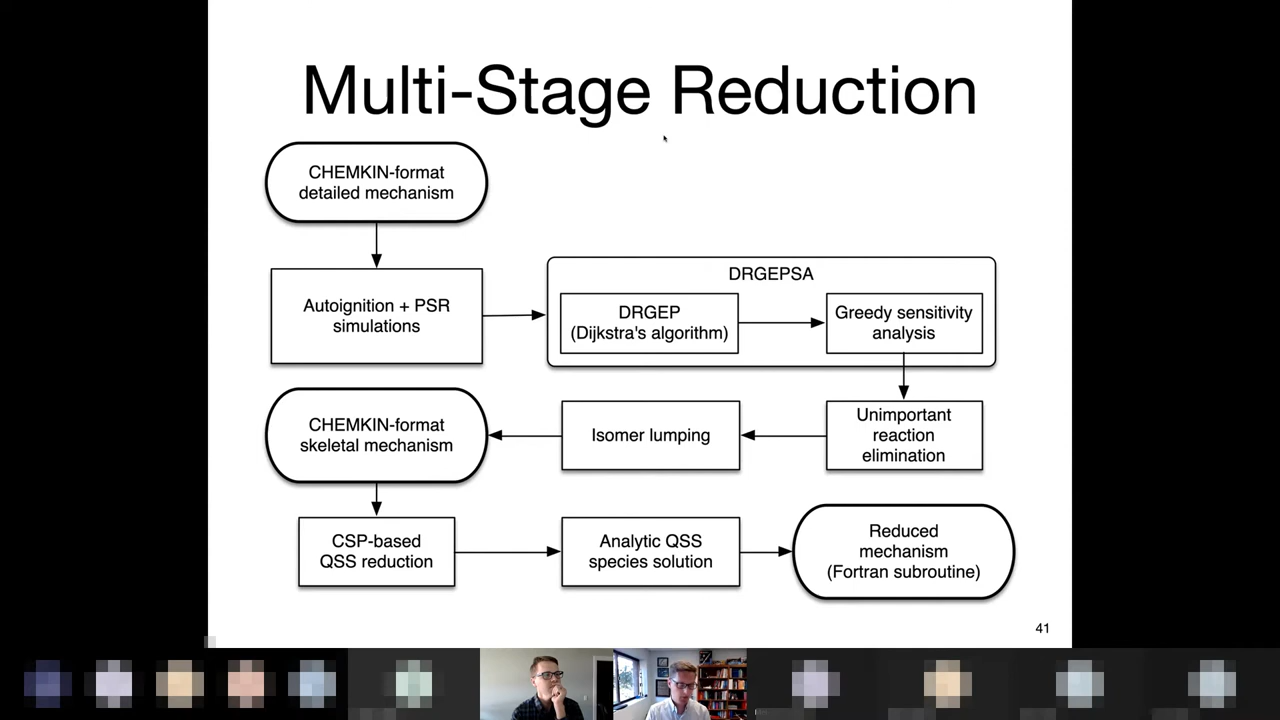 Multi-Stage Reduction
CHEMKIN-format
detailed mechanism
Autoignition + PSR
simulations
DRGEPSA
DRGEP
(Dijkstra's algorithm)
Greedy sensitivity
analysis
Unimportant
reaction
elimination
Isomer lumping
CHEMKIN-format
skeletal mechanism
CSP-based
QSS reduction
Analytic QSS
species solution
Reduced
mechanism
(Fortran subroutine)
41